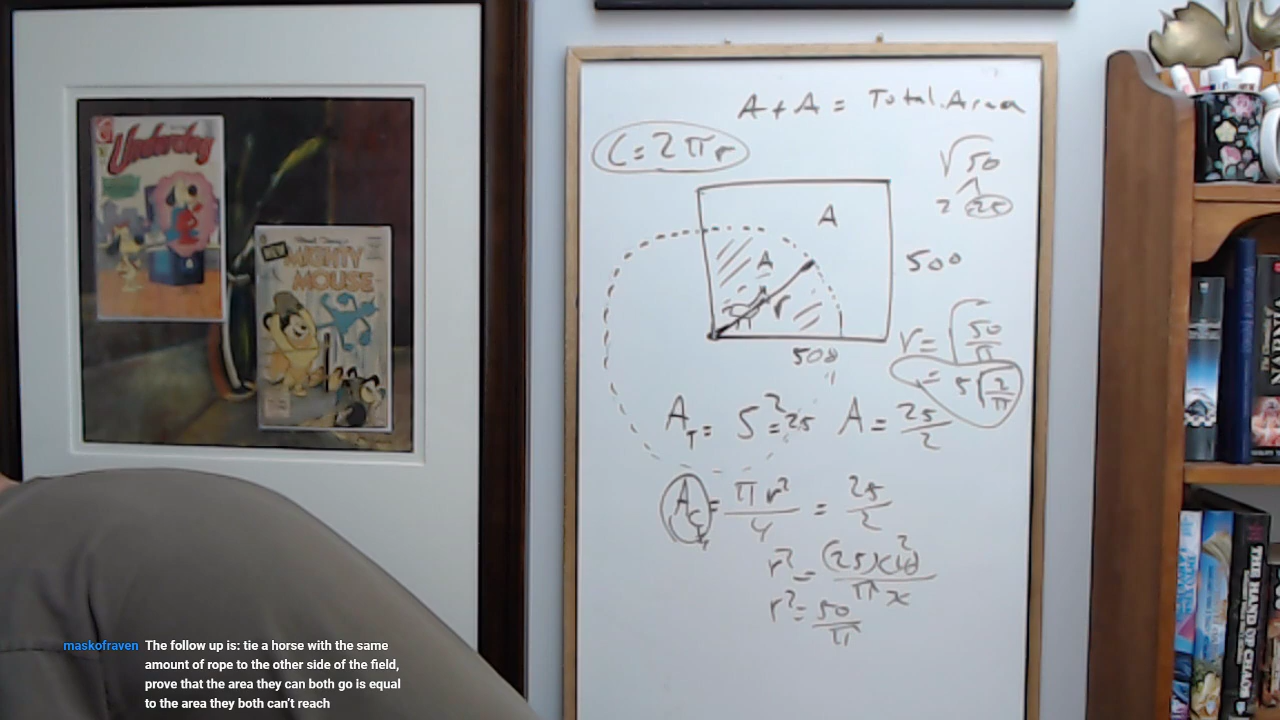 Underdog
MIGHTY
MOUSE
A + A = Total Area
C = 2πr
√50
2 25
A
A
r
500
500
r = √50/π
= 5√2/π
A_T = 5² = 25 A = 25/2
A_C/4 = πr²/4 = 25/2
r² = (25)(4)2/π2
r² = 50/π
THE HAND OF CHAOS
maskofraven The follow up is: tie a horse with the same
amount of rope to the other side of the field,
prove that the area they can both go is equal
to the area they both can't reach